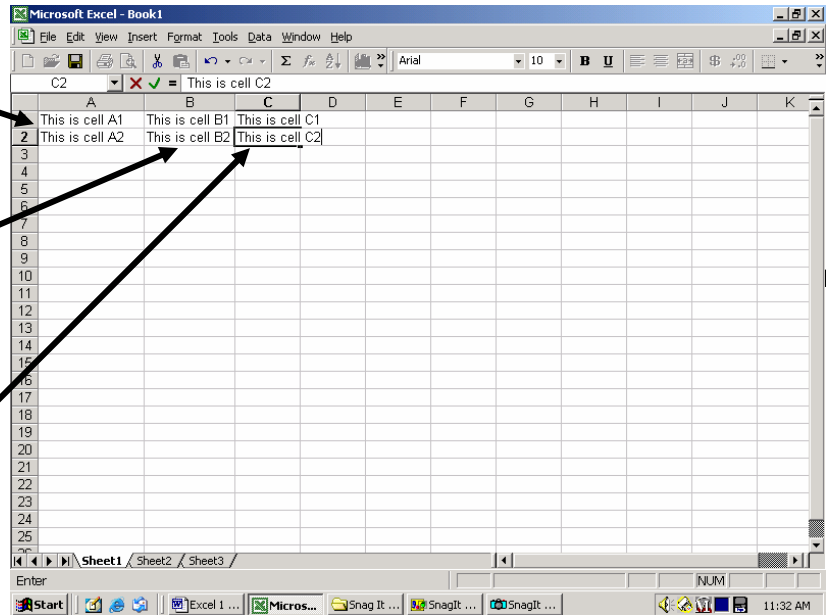 Microsoft Excel - Book1
File Edit View Insert Format Tools Data Window Help
Σ fx Arial 10 B U $ +.0 .00
C2 = This is cell C2
A B C D E F G H I J K
This is cell A1 This is cell B1 This is cell C1
2 This is cell A2 This is cell B2 This is cell C2
3
4
5
6
7
8
9
10
11
12
13
14
15
16
17
18
19
20
21
22
23
24
25
Sheet1 Sheet2 Sheet3
Enter NUM
Start Excel 1 ... Micros... Snag It ... SnagIt ... SnagIt ... 11:32 AM